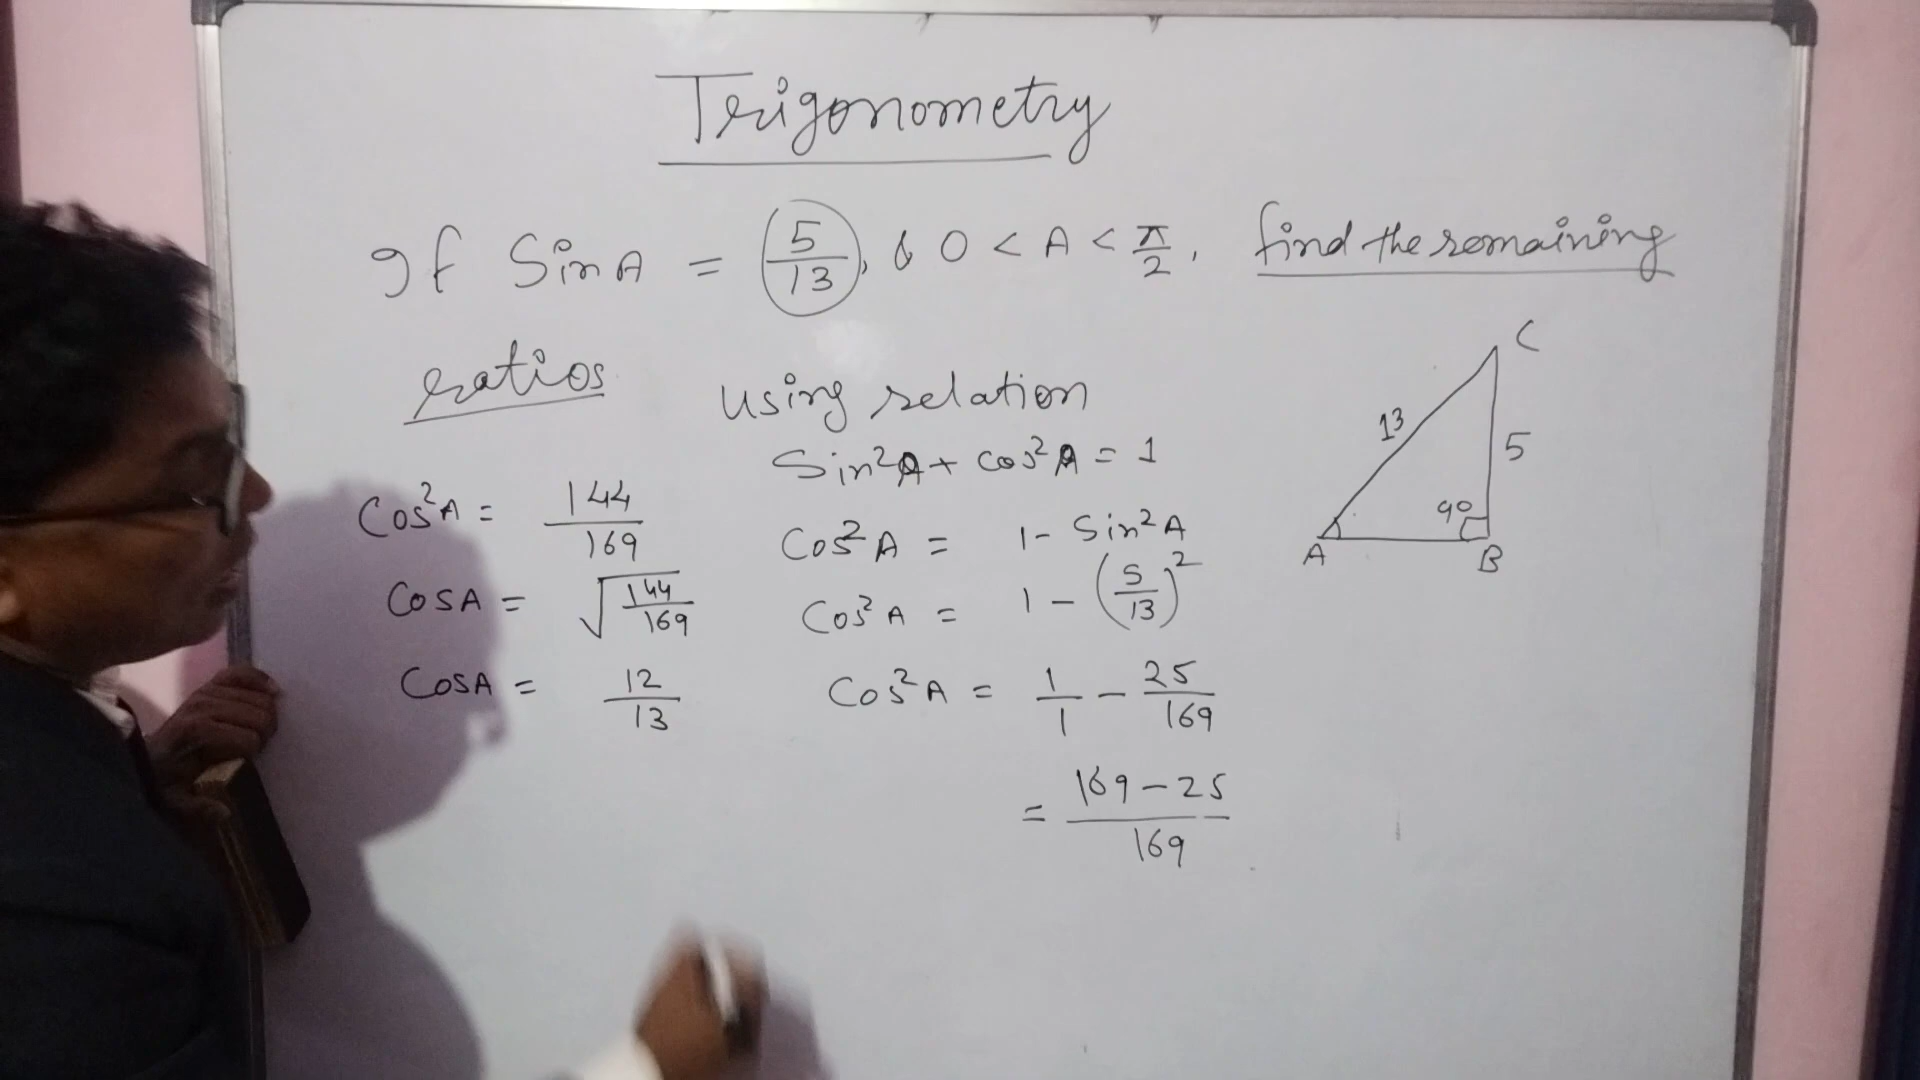 Trigonometry
If Sin A = 5/13, & 0 < A < π/2, find the remaining
ratios
using relation
Sin²A + cos²A = 1
Cos²A = 1 - Sin²A
Cos²A = 1 - (5/13)²
Cos²A = 1/1 - 25/169
= 169 - 25/169
Cos²A = 144/169
CosA = √144/169
CosA = 12/13
C
13
5
90
A
B